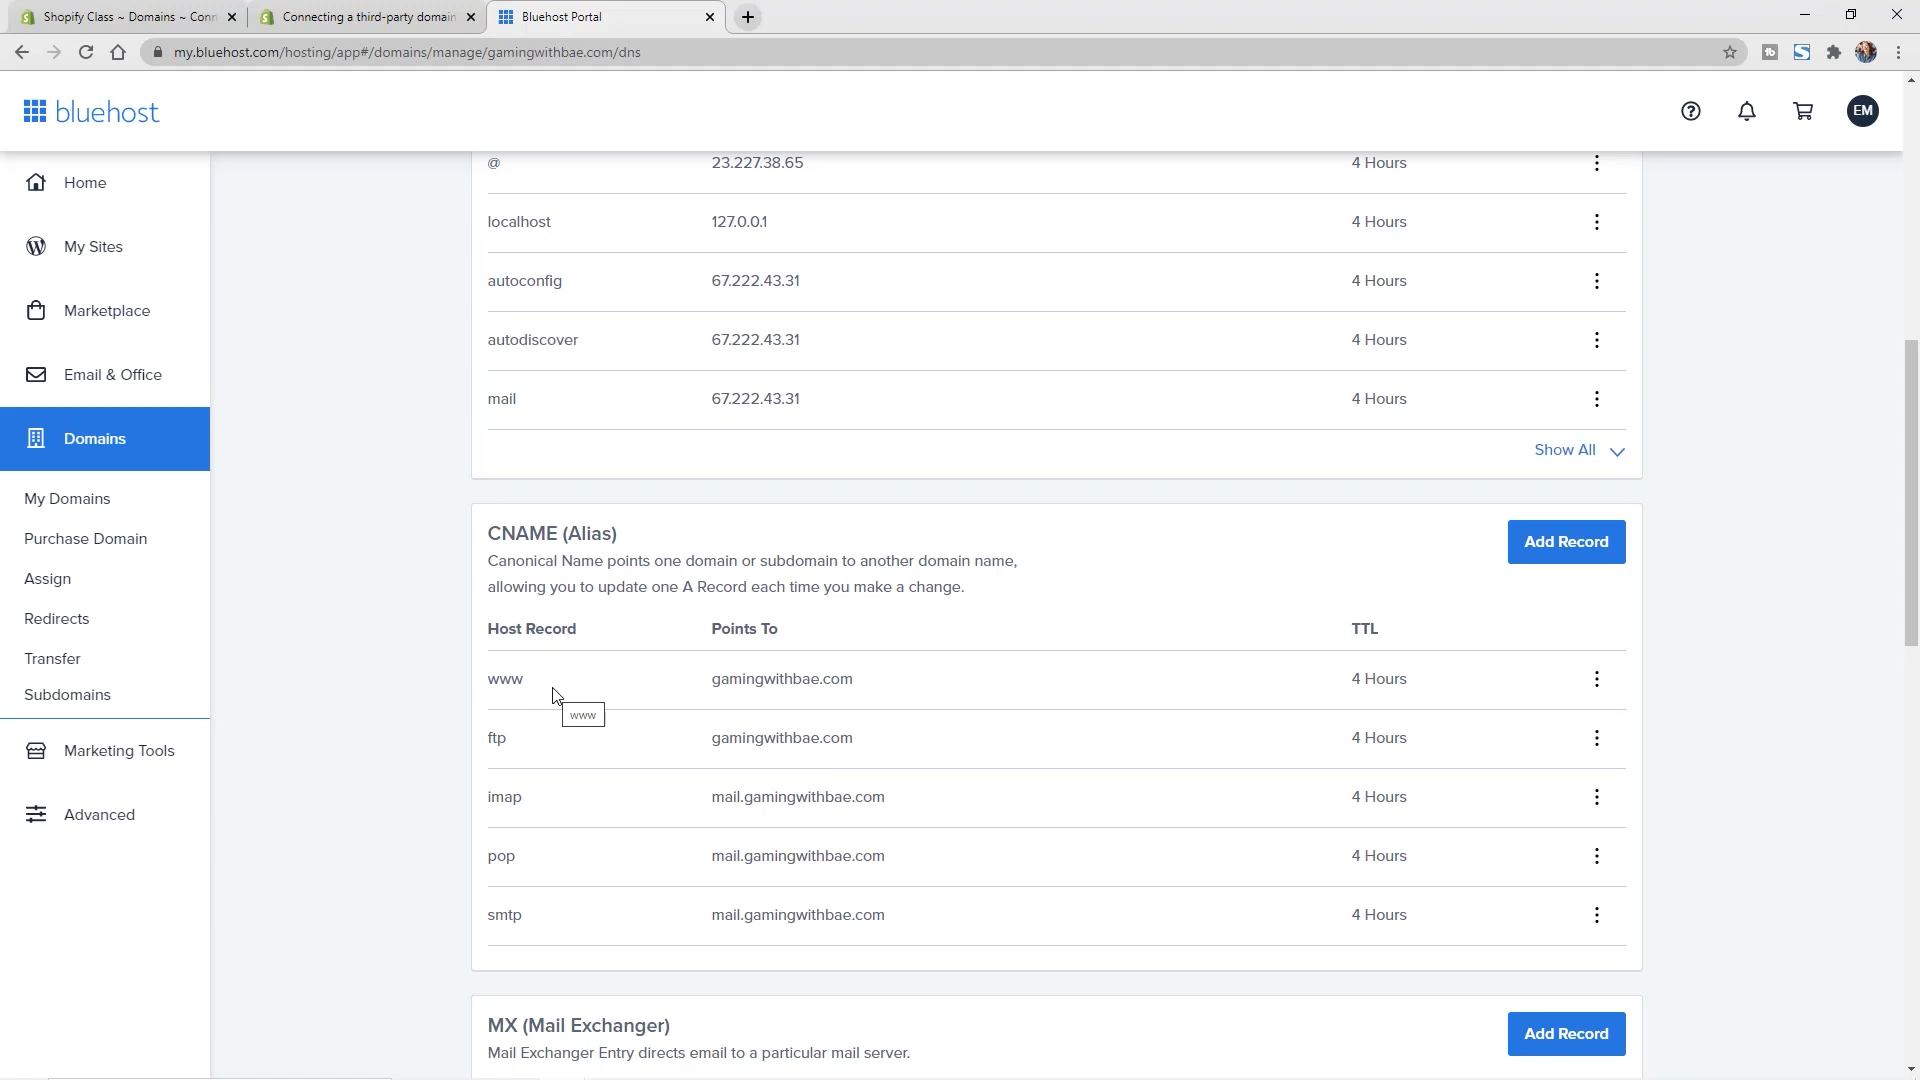 Shopify Class ~ Domains ~ Conn
Connecting a third-party domain
Bluehost Portal
my.bluehost.com/hosting/app#/domains/manage/gamingwithbae.com/dns
bluehost
EM
Home
My Sites
Marketplace
Email & Office
Domains
My Domains
Purchase Domain
Assign
Redirects
Transfer
Subdomains
Marketing Tools
Advanced
@ 23.227.38.65 4 Hours
localhost 127.0.0.1 4 Hours
autoconfig 67.222.43.31 4 Hours
autodiscover 67.222.43.31 4 Hours
mail 67.222.43.31 4 Hours
Show All
CNAME (Alias)
Add Record
Canonical Name points one domain or subdomain to another domain name,
allowing you to update one A Record each time you make a change.
Host Record Points To TTL
www gamingwithbae.com 4 Hours
www
ftp gamingwithbae.com 4 Hours
imap mail.gamingwithbae.com 4 Hours
pop mail.gamingwithbae.com 4 Hours
smtp mail.gamingwithbae.com 4 Hours
MX (Mail Exchanger)
Add Record
Mail Exchanger Entry directs email to a particular mail server.